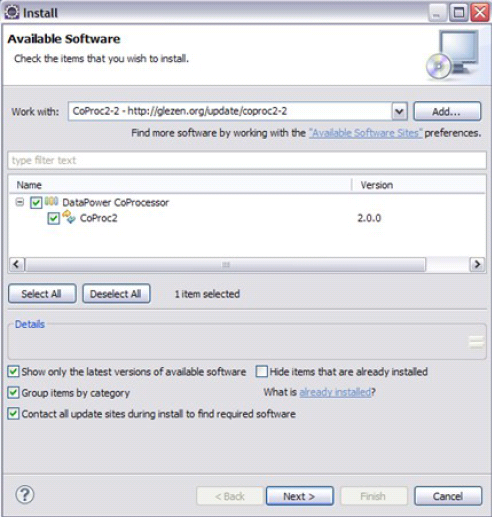 Install
Available Software
Check the items that you wish to install.
Work with: CoProc2-2 - http://glezen.org/update/coproc2-2 Add...
Find more software by working with the "Available Software Sites" preferences.
type filter text
Name Version
DataPower CoProcessor
CoProc2 2.0.0
Select All Deselect All 1 item selected
Details
Show only the latest versions of available software Hide items that are already installed
Group items by category What is already installed?
Contact all update sites during install to find required software
< Back Next > Finish Cancel